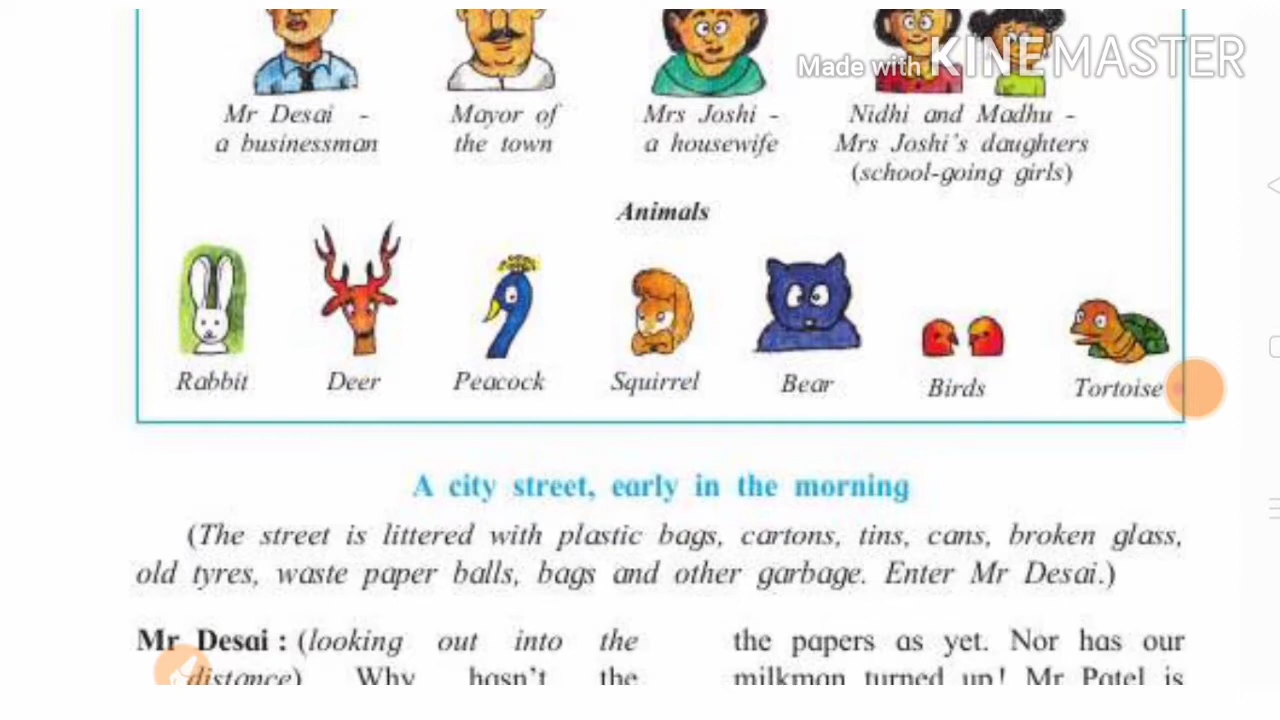 Made with KINEMASTER
Mr Desai -
a businessman
Mayor of
the town
Mrs Joshi -
a housewife
Nidhi and Madhu -
Mrs Joshi's daughters
(school-going girls)
Animals
Rabbit
Deer
Peacock
Squirrel
Bear
Birds
Tortoise
A city street, early in the morning
(The street is littered with plastic bags, cartons, tins, cans, broken glass,
old tyres, waste paper balls, bags and other garbage. Enter Mr Desai.)
Mr Desai : (looking out into the
distance) Why hasn't the
the papers as yet. Nor has our
milkman turned up! Mr Patel is